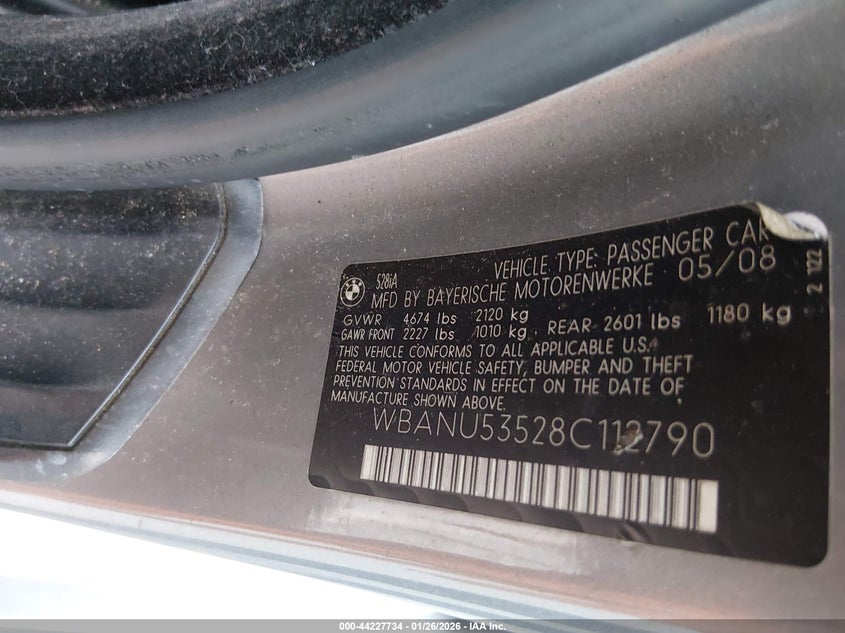 528iA
VEHICLE TYPE: PASSENGER CAR
MFD BY BAYERISCHE MOTORENWERKE 05/08
GVWR 4674 lbs 2120 kg
GAWR FRONT 2227 lbs 1010 kg, REAR 2601 lbs 1180 kg
THIS VEHICLE CONFORMS TO ALL APPLICABLE U.S.
FEDERAL MOTOR VEHICLE SAFETY, BUMPER AND THEFT
PREVENTION STANDARDS IN EFFECT ON THE DATE OF
MANUFACTURE SHOWN ABOVE.
WBANU53528C112790
2 122
000-44227734 - 01/26/2026 - IAA Inc.